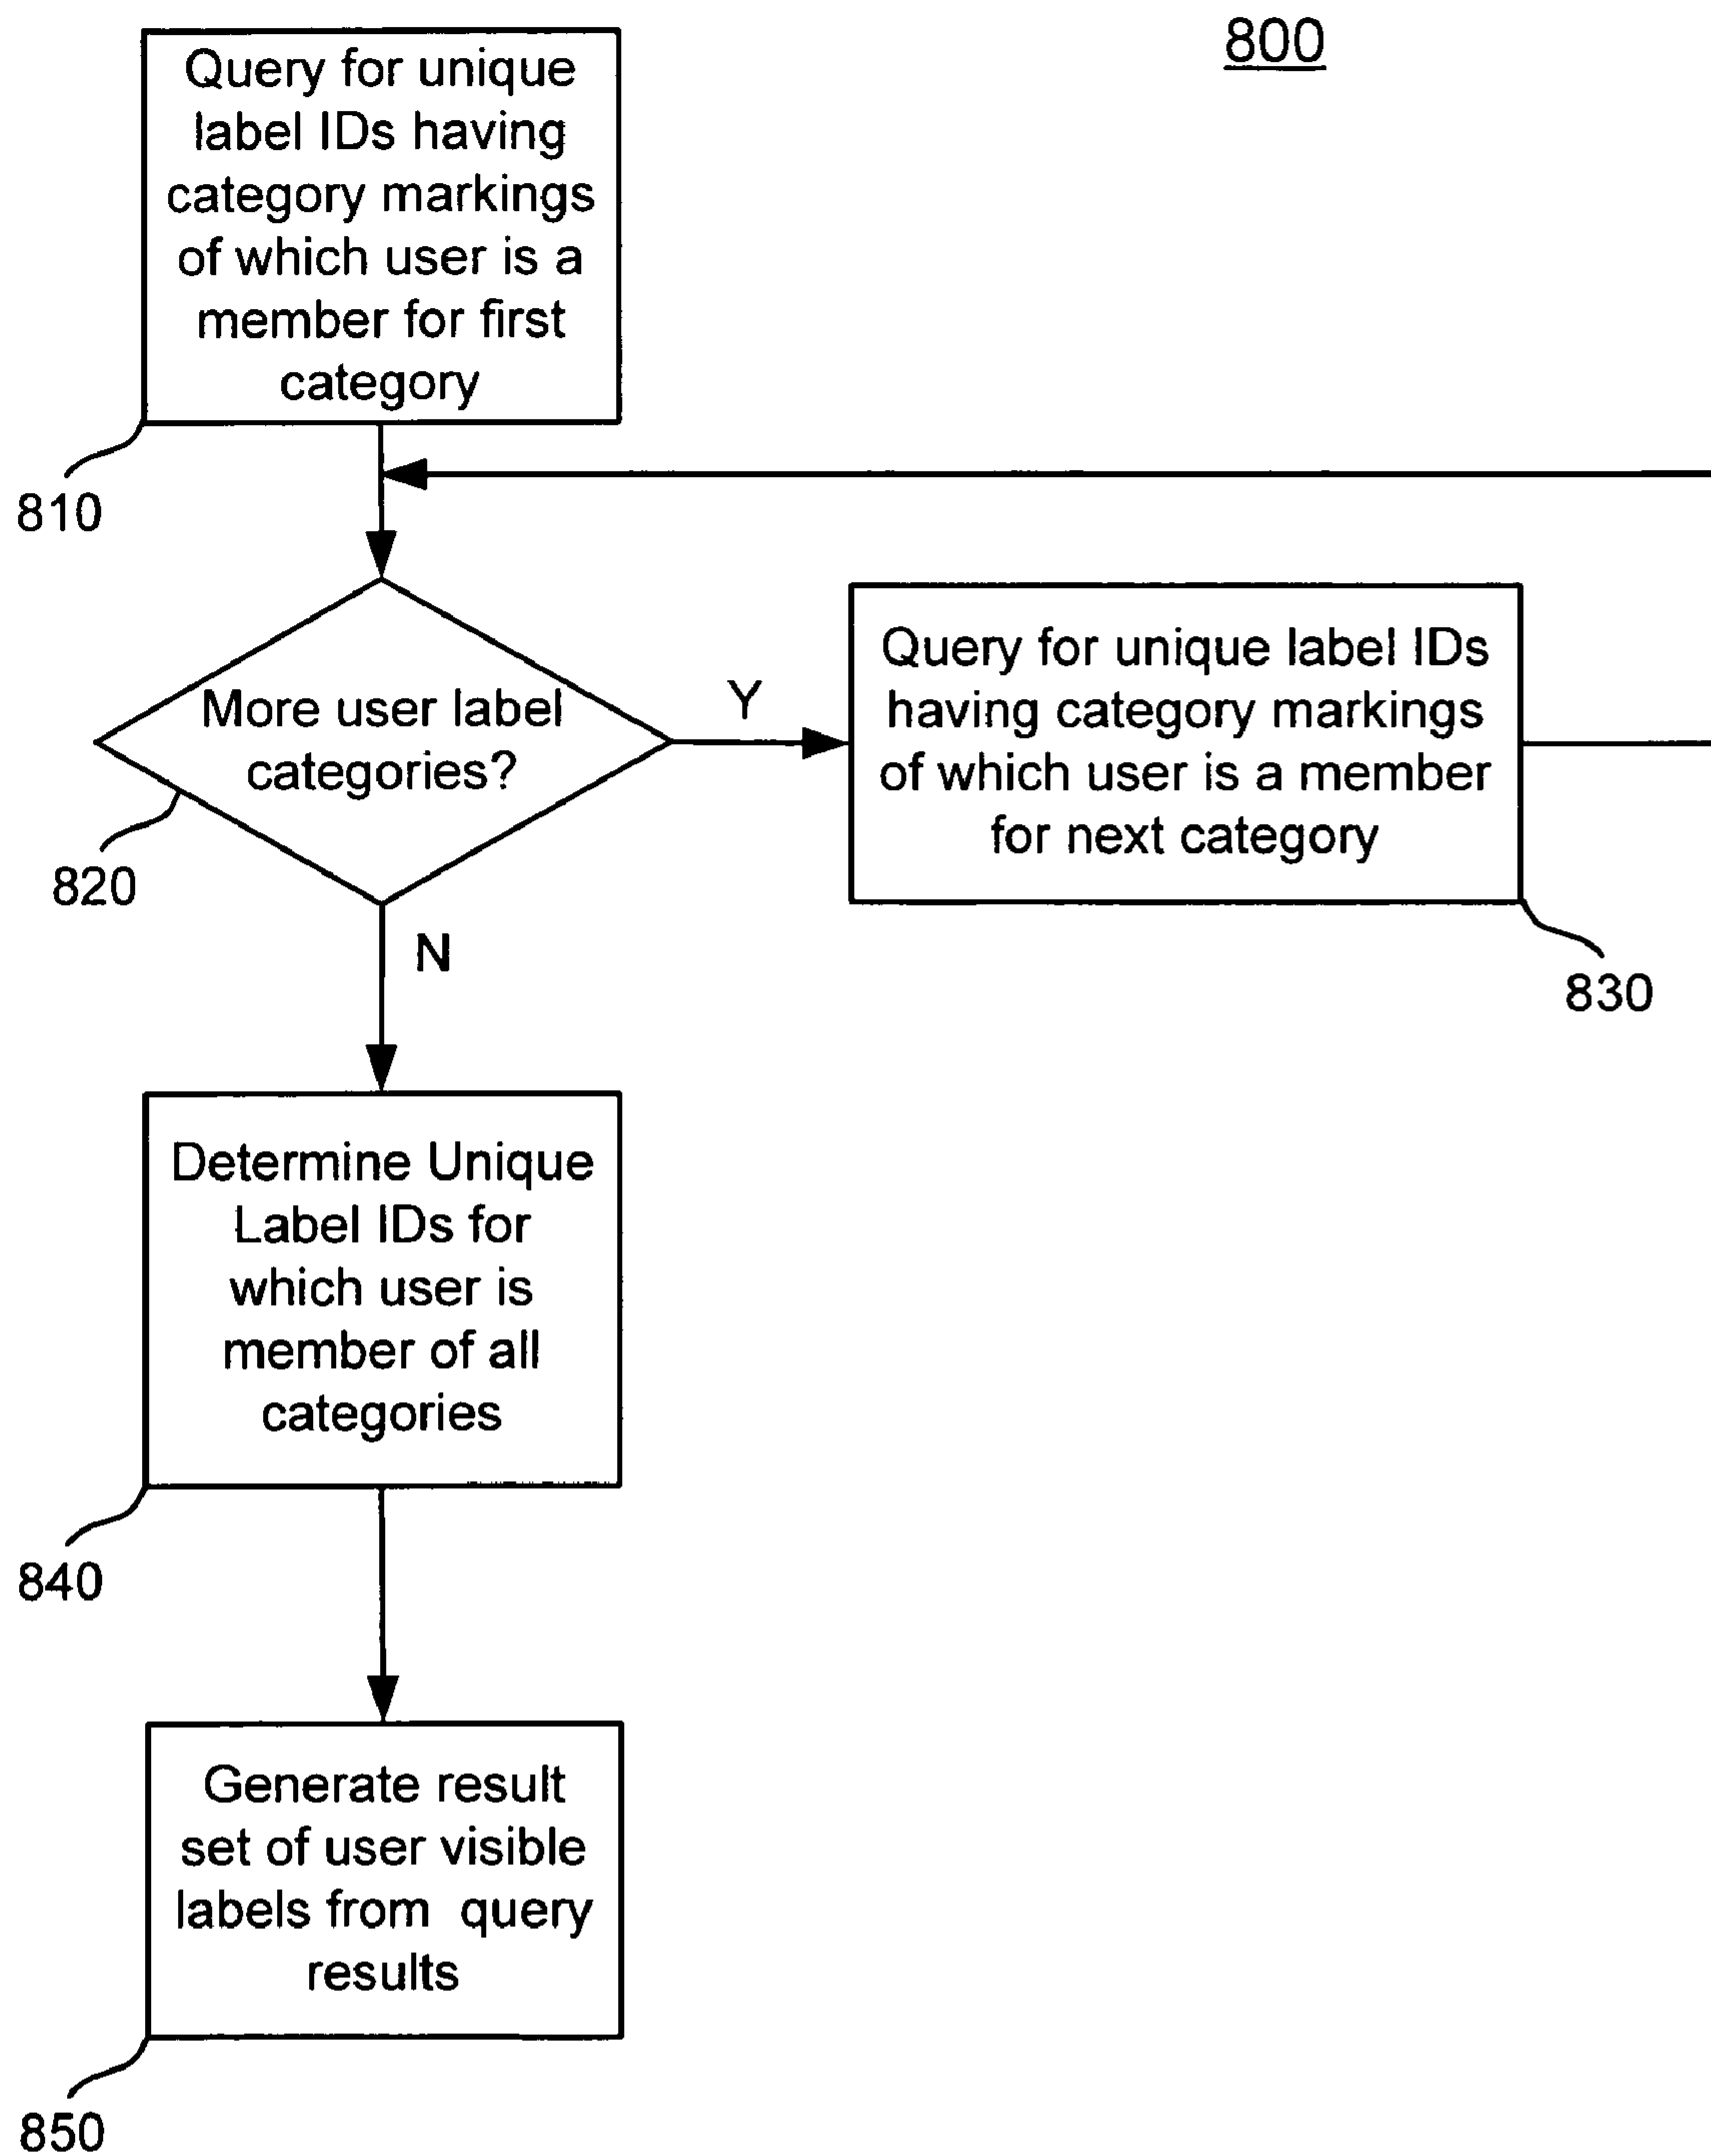 800
Query for unique
label IDs having
category markings
of which user is a
member for first
category
810
More user label
categories?
820
Y
Query for unique label IDs
having category markings
of which user is a member
for next category
830
N
Determine Unique
Label IDs for
which user is
member of all
categories
840
Generate result
set of user visible
labels from query
results
850